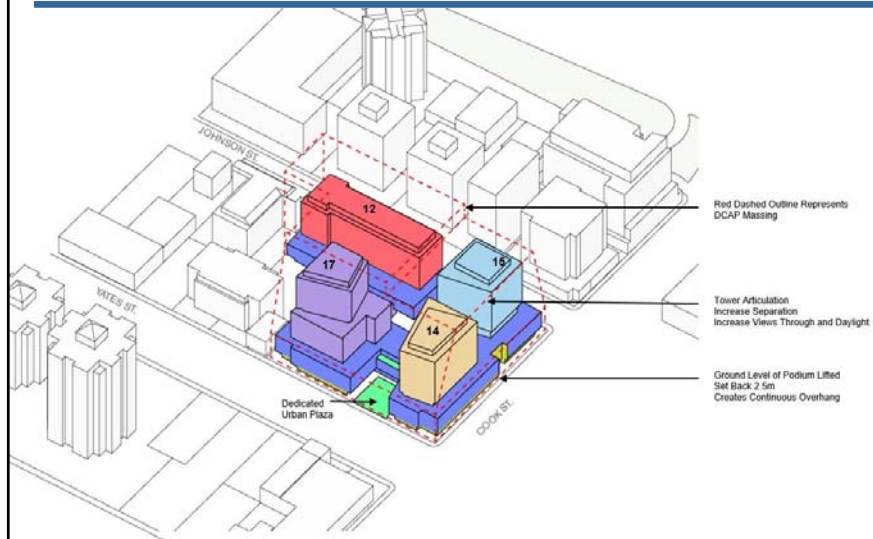 JOHNSON ST.
12
Red Dashed Outline Represents
DCAP Massing
17
15
YATES ST.
Tower Articulation
Increase Separation
Increase Views Through and Daylight
14
Ground Level of Podium Lifted
Set Back 2.5m
Creates Continuous Overhang
Dedicated
Urban Plaza
COOK ST.